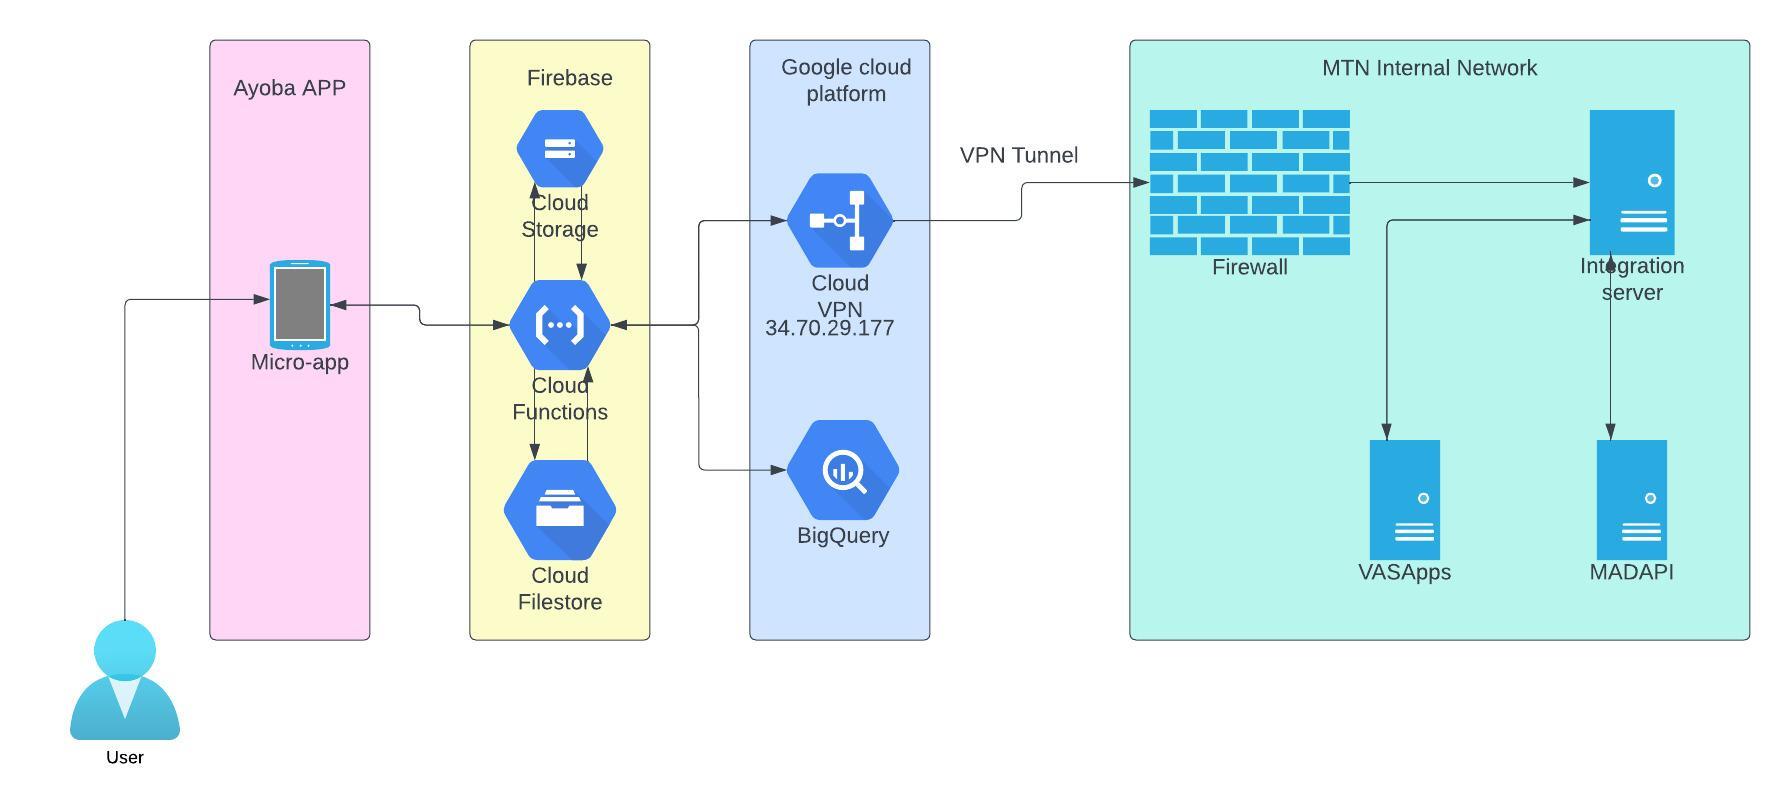 Ayoba APP
Micro-app
User
Firebase
Cloud
Storage
Cloud
Functions
Cloud
Filestore
Google cloud
platform
Cloud
VPN
34.70.29.177
BigQuery
VPN Tunnel
MTN Internal Network
Firewall
Integration
server
VASApps
MADAPI